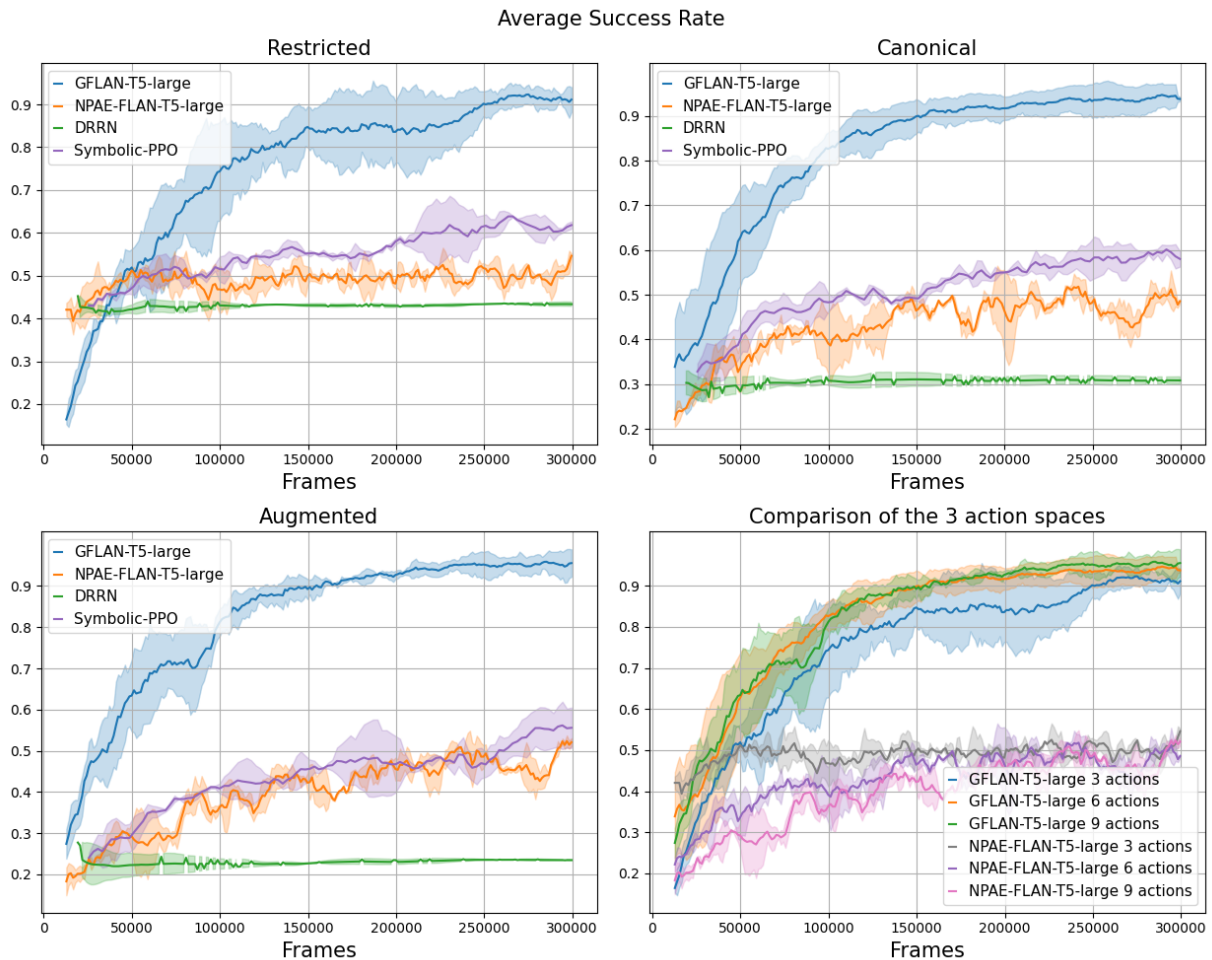 Average Success Rate
Restricted
GFLAN-T5-large
NPAE-FLAN-T5-large
DRRN
Symbolic-PPO
0.9
0.8
0.7
0.6
0.5
0.4
0.3
0.2
0 50000 100000 150000 200000 250000 300000
Frames
Canonical
GFLAN-T5-large
NPAE-FLAN-T5-large
DRRN
Symbolic-PPO
0.9
0.8
0.7
0.6
0.5
0.4
0.3
0.2
0 50000 100000 150000 200000 250000 300000
Frames
Augmented
GFLAN-T5-large
NPAE-FLAN-T5-large
DRRN
Symbolic-PPO
0.9
0.8
0.7
0.6
0.5
0.4
0.3
0.2
0 50000 100000 150000 200000 250000 300000
Frames
Comparison of the 3 action spaces
0.9
0.8
0.7
0.6
0.5
0.4
0.3
0.2
GFLAN-T5-large 3 actions
GFLAN-T5-large 6 actions
GFLAN-T5-large 9 actions
NPAE-FLAN-T5-large 3 actions
NPAE-FLAN-T5-large 6 actions
NPAE-FLAN-T5-large 9 actions
0 50000 100000 150000 200000 250000 300000
Frames